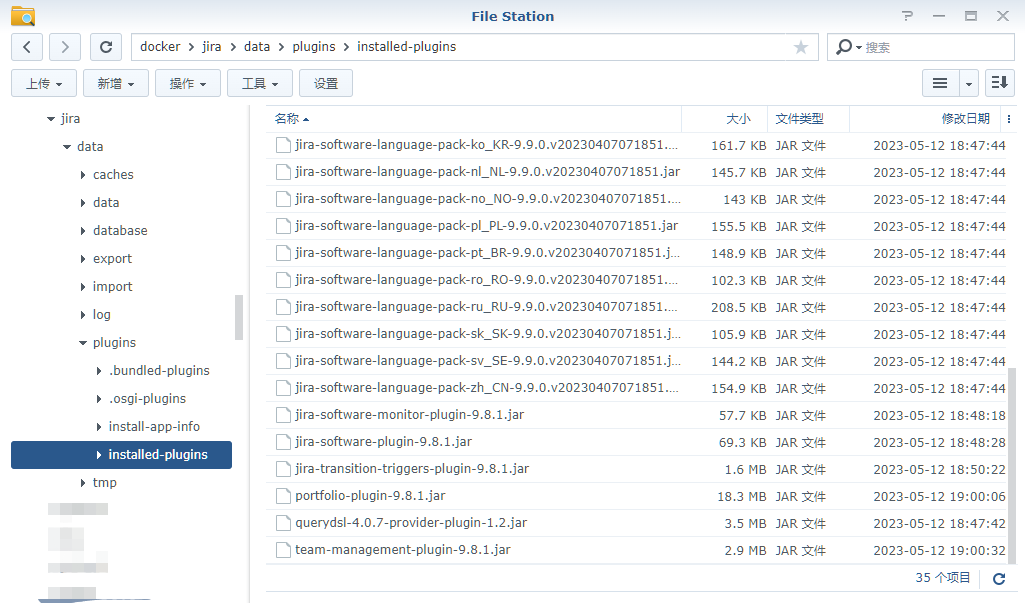 File Station
docker jira data plugins installed-plugins 搜索
上传 新增 操作 工具 设置
jira
data
caches
data
database
export
import
log
plugins
.bundled-plugins
.osgi-plugins
install-app-info
installed-plugins
tmp
名称 大小 文件类型 修改日期
jira-software-language-pack-ko_KR-9.9.0.v20230407071851.... 161.7 KB JAR 文件 2023-05-12 18:47:44
jira-software-language-pack-nl_NL-9.9.0.v20230407071851.jar 145.7 KB JAR 文件 2023-05-12 18:47:44
jira-software-language-pack-no_NO-9.9.0.v20230407071851.... 143 KB JAR 文件 2023-05-12 18:47:44
jira-software-language-pack-pl_PL-9.9.0.v20230407071851.jar 155.5 KB JAR 文件 2023-05-12 18:47:44
jira-software-language-pack-pt_BR-9.9.0.v20230407071851.j... 148.9 KB JAR 文件 2023-05-12 18:47:44
jira-software-language-pack-ro_RO-9.9.0.v20230407071851.... 102.3 KB JAR 文件 2023-05-12 18:47:44
jira-software-language-pack-ru_RU-9.9.0.v20230407071851.... 208.5 KB JAR 文件 2023-05-12 18:47:44
jira-software-language-pack-sk_SK-9.9.0.v20230407071851.j... 105.9 KB JAR 文件 2023-05-12 18:47:44
jira-software-language-pack-sv_SE-9.9.0.v20230407071851.j... 144.2 KB JAR 文件 2023-05-12 18:47:44
jira-software-language-pack-zh_CN-9.9.0.v20230407071851.... 154.9 KB JAR 文件 2023-05-12 18:47:44
jira-software-monitor-plugin-9.8.1.jar 57.7 KB JAR 文件 2023-05-12 18:48:18
jira-software-plugin-9.8.1.jar 69.3 KB JAR 文件 2023-05-12 18:48:28
jira-transition-triggers-plugin-9.8.1.jar 1.6 MB JAR 文件 2023-05-12 18:50:22
portfolio-plugin-9.8.1.jar 18.3 MB JAR 文件 2023-05-12 19:00:06
querydsl-4.0.7-provider-plugin-1.2.jar 3.5 MB JAR 文件 2023-05-12 18:47:42
team-management-plugin-9.8.1.jar 2.9 MB JAR 文件 2023-05-12 19:00:32
35 个项目